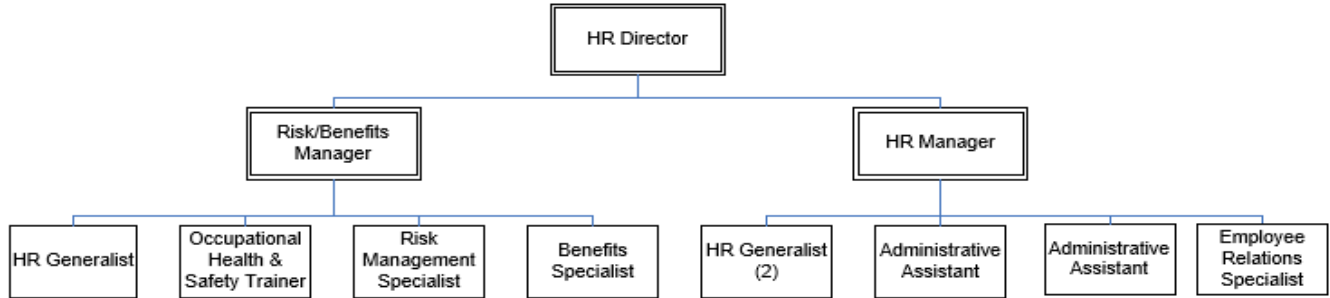 HR Director
Risk/Benefits
Manager
HR Manager
HR Generalist
Occupational
Health &
Safety Trainer
Risk
Management
Specialist
Benefits
Specialist
HR Generalist
(2)
Administrative
Assistant
Administrative
Assistant
Employee
Relations
Specialist